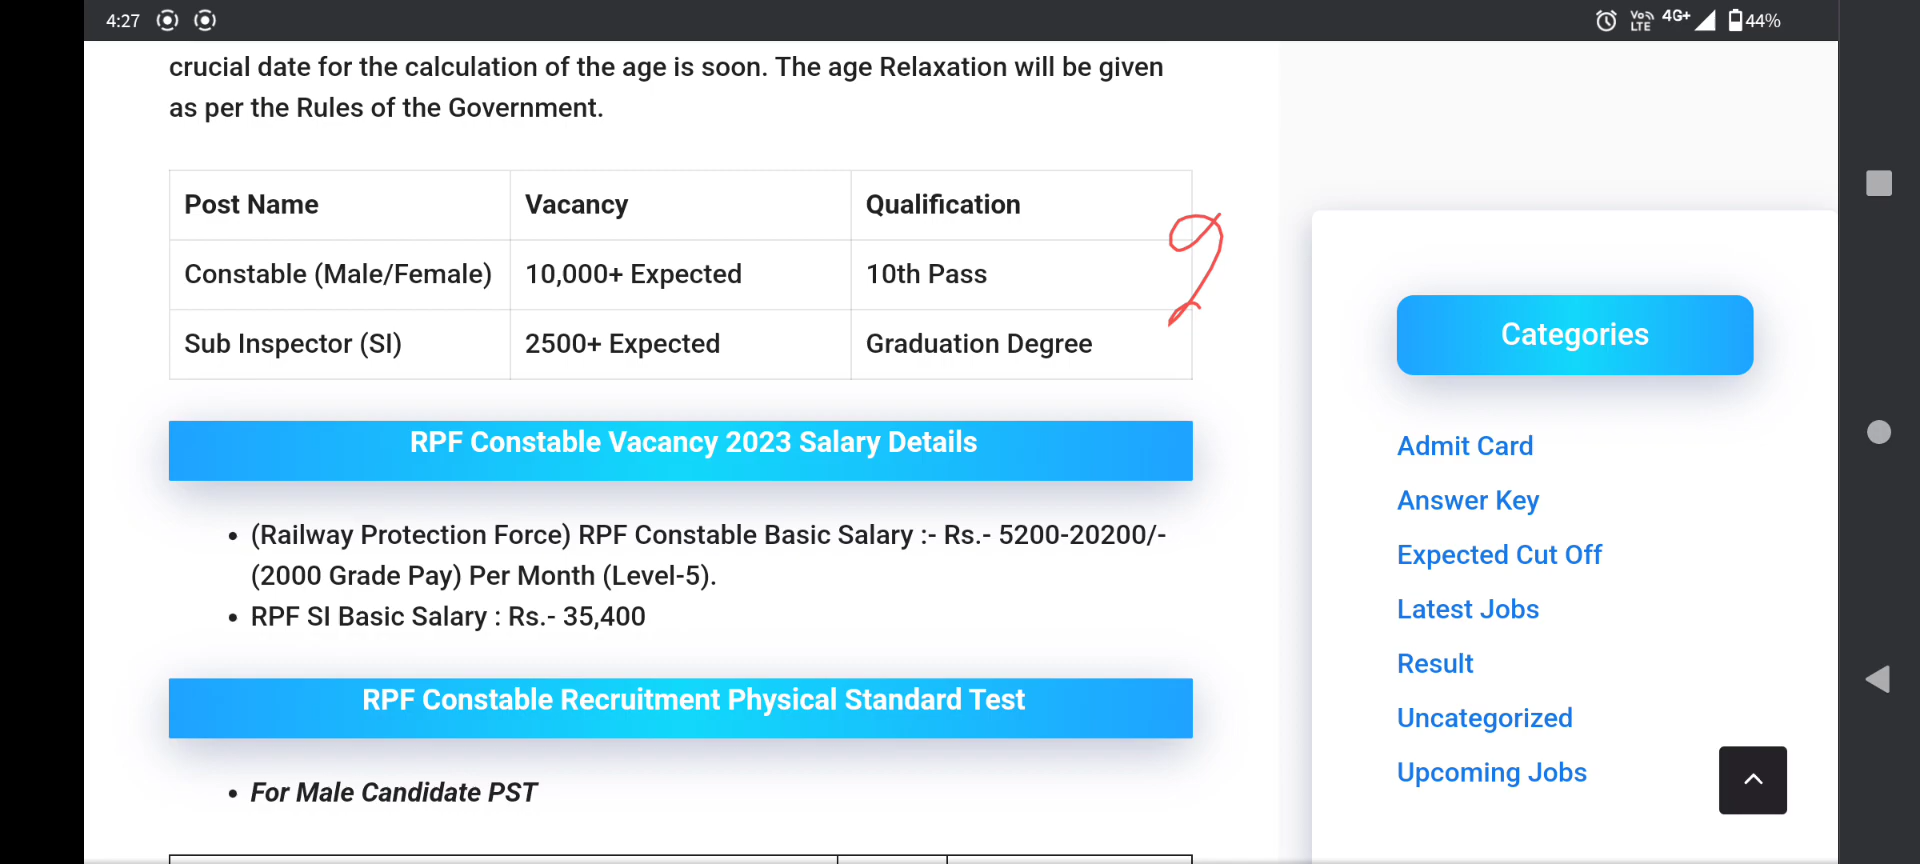 4:27
Vo LTE 4G+ 44%
crucial date for the calculation of the age is soon. The age Relaxation will be given
as per the Rules of the Government.
Post Name Vacancy Qualification
Constable (Male/Female) 10,000+ Expected 10th Pass
Sub Inspector (SI) 2500+ Expected Graduation Degree
RPF Constable Vacancy 2023 Salary Details
• (Railway Protection Force) RPF Constable Basic Salary :- Rs.- 5200-20200/-
(2000 Grade Pay) Per Month (Level-5).
• RPF SI Basic Salary : Rs.- 35,400
RPF Constable Recruitment Physical Standard Test
• For Male Candidate PST
Categories
Admit Card
Answer Key
Expected Cut Off
Latest Jobs
Result
Uncategorized
Upcoming Jobs